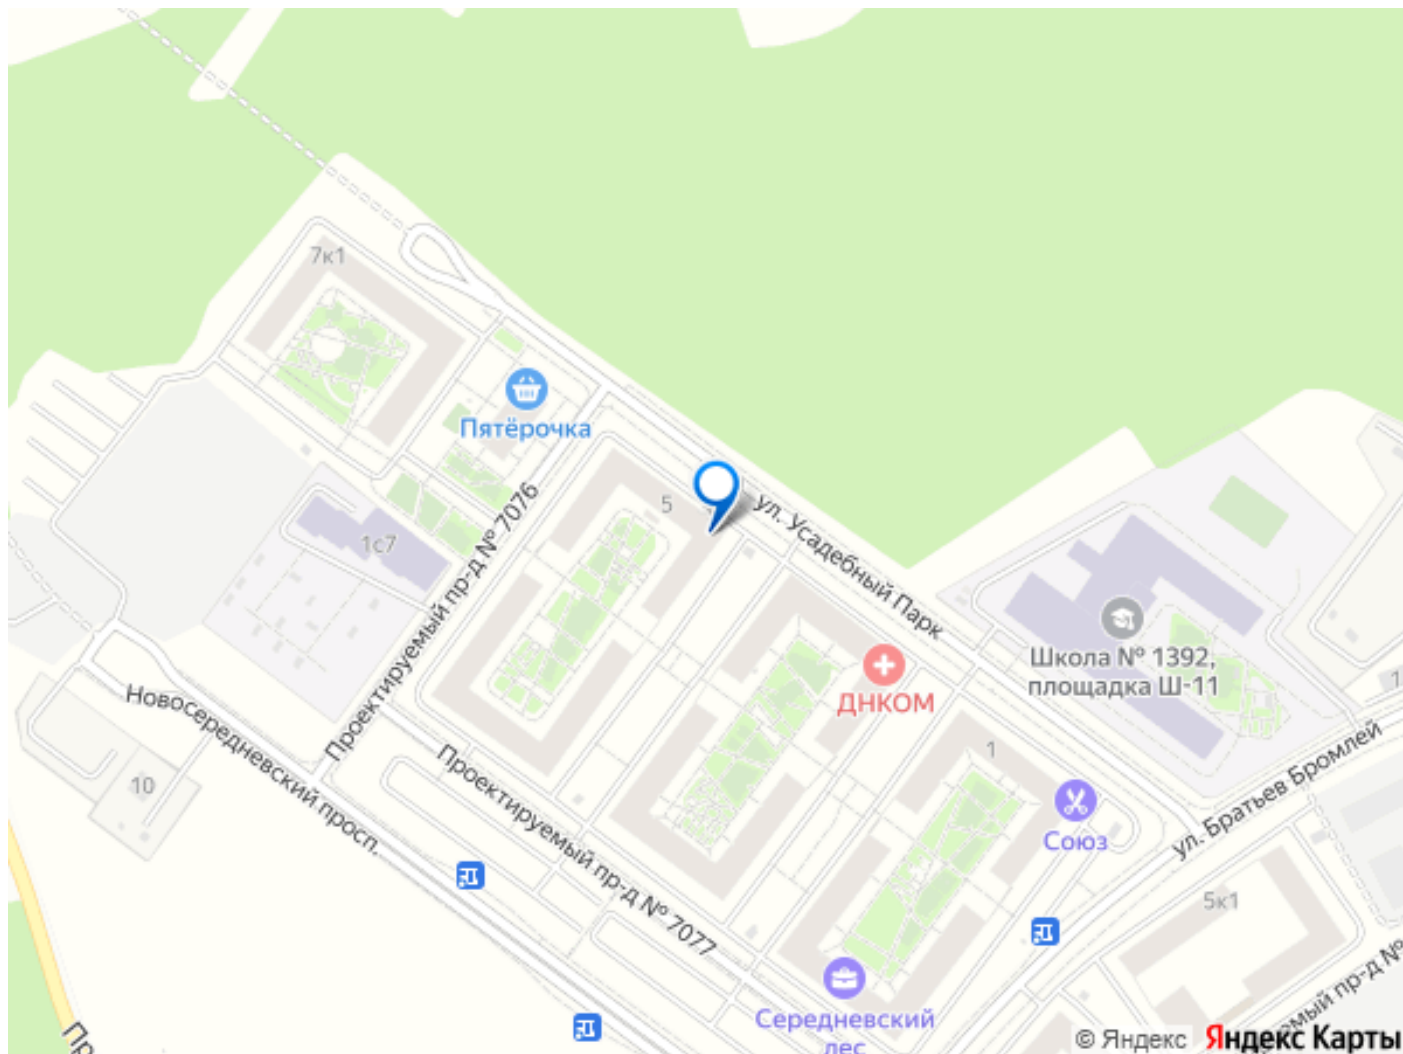 7к1
Пятёрочка
5
ул. Усадебный Парк
Проектируемый пр-д № 7076
1с7
Школа № 1392,
площадка Ш-11
ДНКОМ
Новосередневский просп.
10
Проектируемый пр-д № 7077
1
Союз
ул. Братьев Бромлей
5к1
Середневский
лес
© Яндекс
Яндекс Карты